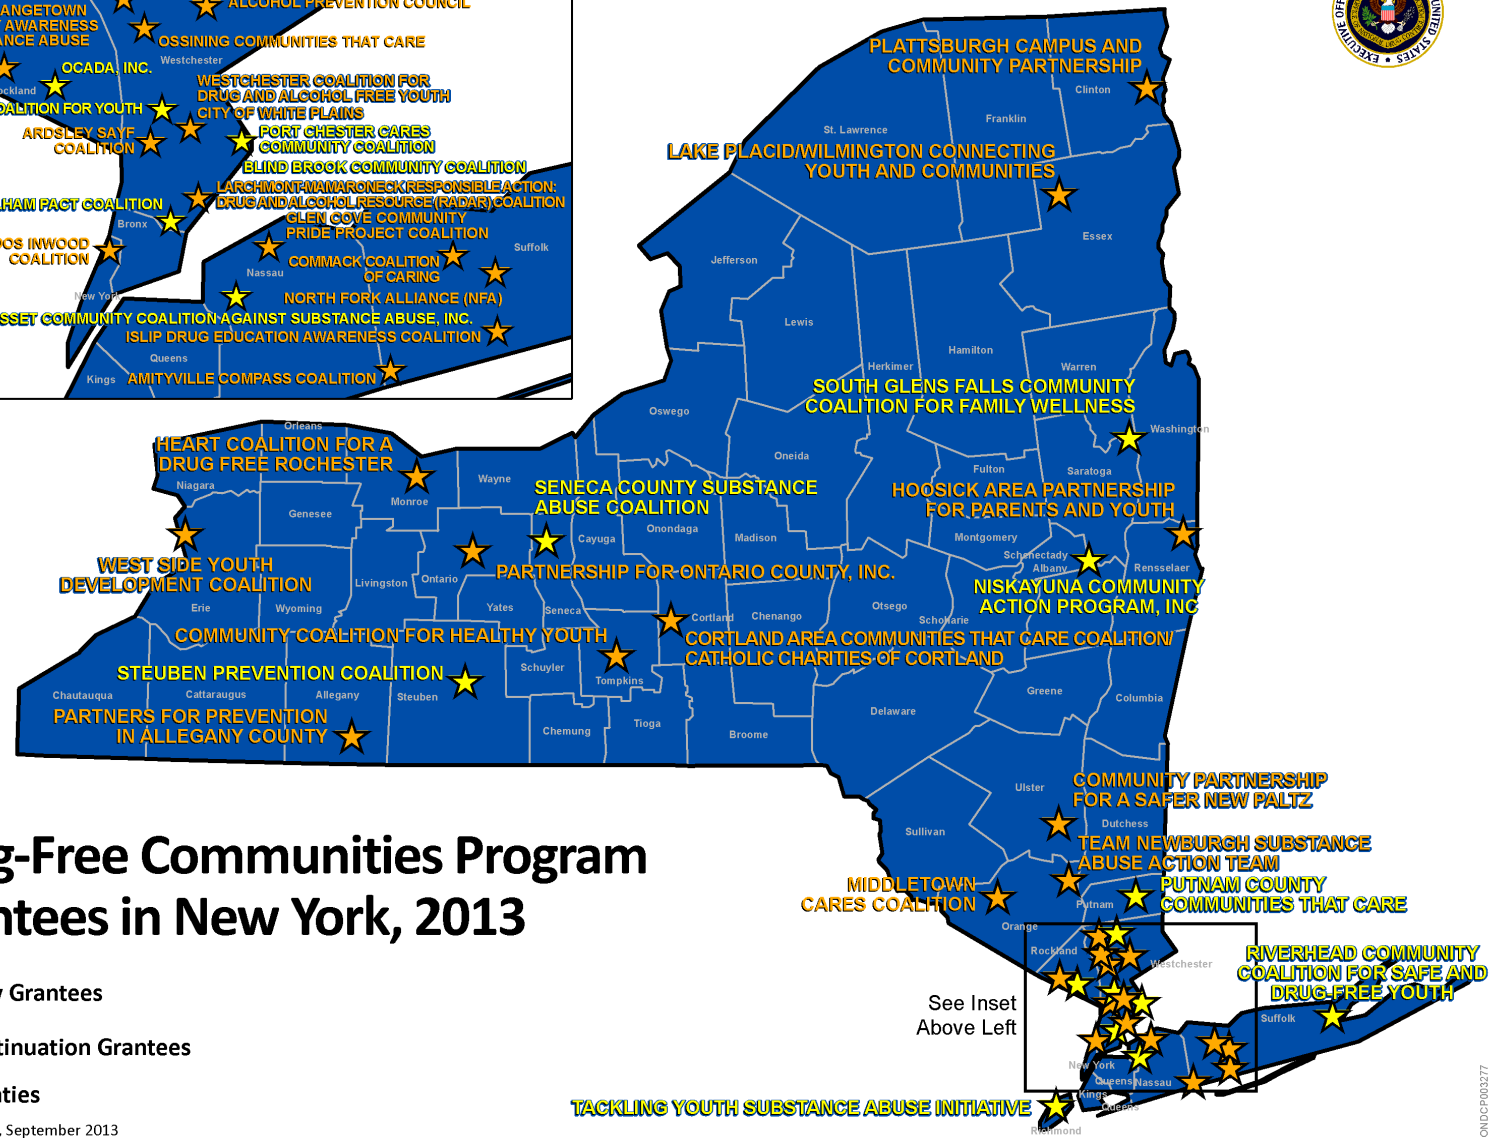 ALCOHOL PREVENTION COUNCIL
ANGETOWN
AWARENESS
NCE ABUSE
OSSINING COMMUNITIES THAT CARE
Westchester
OCADA, INC.
ockland
WESTCHESTER COALITION FOR
DRUG AND ALCOHOL FREE YOUTH
CITY OF WHITE PLAINS
OALITION FOR YOUTH
ARDSLEY SAYF
COALITION
PORT CHESTER CARES
COMMUNITY COALITION
BLIND BROOK COMMUNITY COALITION
LARCHMONT-MAMARONECK RESPONSIBLE ACTION:
DRUG AND ALCOHOL RESOURCE (RADAR) COALITION
HAM PACT COALITION
Bronx
GLEN COVE COMMUNITY
PRIDE PROJECT COALITION
OS INWOOD
COALITION
Suffolk
COMMACK COALITION
OF CARING
Nassau
New York
NORTH FORK ALLIANCE (NFA)
SSET COMMUNITY COALITION AGAINST SUBSTANCE ABUSE, INC.
ISLIP DRUG EDUCATION AWARENESS COALITION
Queens
Kings
AMITYVILLE COMPASS COALITION
EXECUTIVE OFF
UNITED STATES
PLATTSBURGH CAMPUS AND
COMMUNITY PARTNERSHIP
Clinton
Franklin
St. Lawrence
LAKE PLACID/WILMINGTON CONNECTING
YOUTH AND COMMUNITIES
Essex
Jefferson
Lewis
Hamilton
Herkimer
Warren
SOUTH GLENS FALLS COMMUNITY
COALITION FOR FAMILY WELLNESS
Oswego
Washington
Orleans
HEART COALITION FOR A
DRUG FREE ROCHESTER
Oneida
Fulton
Saratoga
Niagara
Wayne
Monroe
SENECA COUNTY SUBSTANCE
ABUSE COALITION
HOOSICK AREA PARTNERSHIP
FOR PARENTS AND YOUTH
Genesee
Onondaga
Cayuga
Madison
Montgomery
Schenectady
Albany
Rensselaer
WEST SIDE YOUTH
DEVELOPMENT COALITION
Livingston
Ontario
PARTNERSHIP FOR ONTARIO COUNTY, INC.
NISKAYUNA COMMUNITY
ACTION PROGRAM, INC
Erie
Wyoming
Yates
Seneca
Cortland
Chenango
Otsego
Schoharie
COMMUNITY COALITION FOR HEALTHY YOUTH
CORTLAND AREA COMMUNITIES THAT CARE COALITION/
CATHOLIC CHARITIES OF CORTLAND
STEUBEN PREVENTION COALITION
Schuyler
Tompkins
Chautauqua
Cattaraugus
Allegany
Steuben
Greene
Columbia
PARTNERS FOR PREVENTION
IN ALLEGANY COUNTY
Chemung
Tioga
Broome
Delaware
COMMUNITY PARTNERSHIP
FOR A SAFER NEW PALTZ
Ulster
Sullivan
Dutchess
TEAM NEWBURGH SUBSTANCE
ABUSE ACTION TEAM
g-Free Communities Program
ntees in New York, 2013
MIDDLETOWN
CARES COALITION
PUTNAM COUNTY
COMMUNITIES THAT CARE
Putnam
Orange
Rockland
Westchester
RIVERHEAD COMMUNITY
COALITION FOR SAFE AND
DRUG-FREE YOUTH
Suffolk
Grantees
See Inset
Above Left
tinuation Grantees
New York
Queens
Nassau
Kings
Queens
nties
TACKLING YOUTH SUBSTANCE ABUSE INITIATIVE
Richmond
, September 2013
ONDCP003277